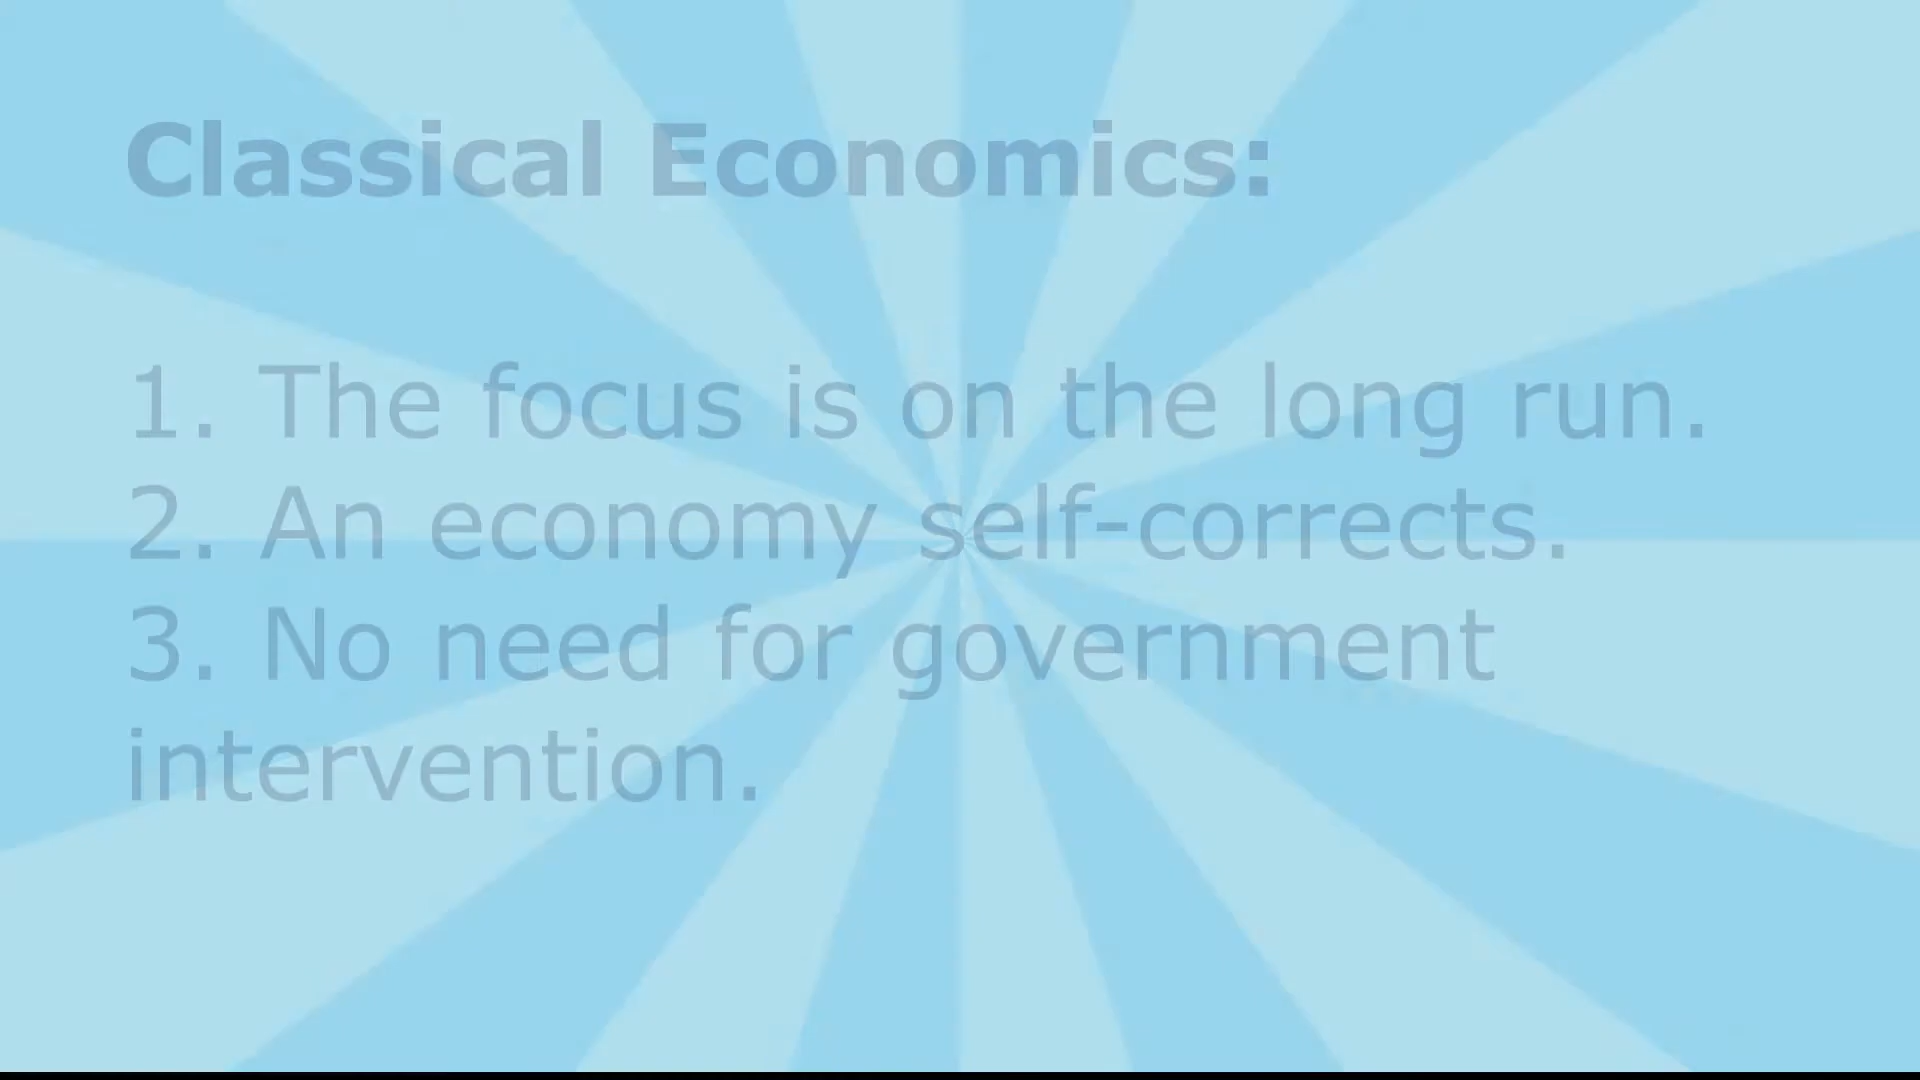 Classical Economics:
1. The focus is on the long run.
2. An economy self-corrects.
3. No need for government
intervention.